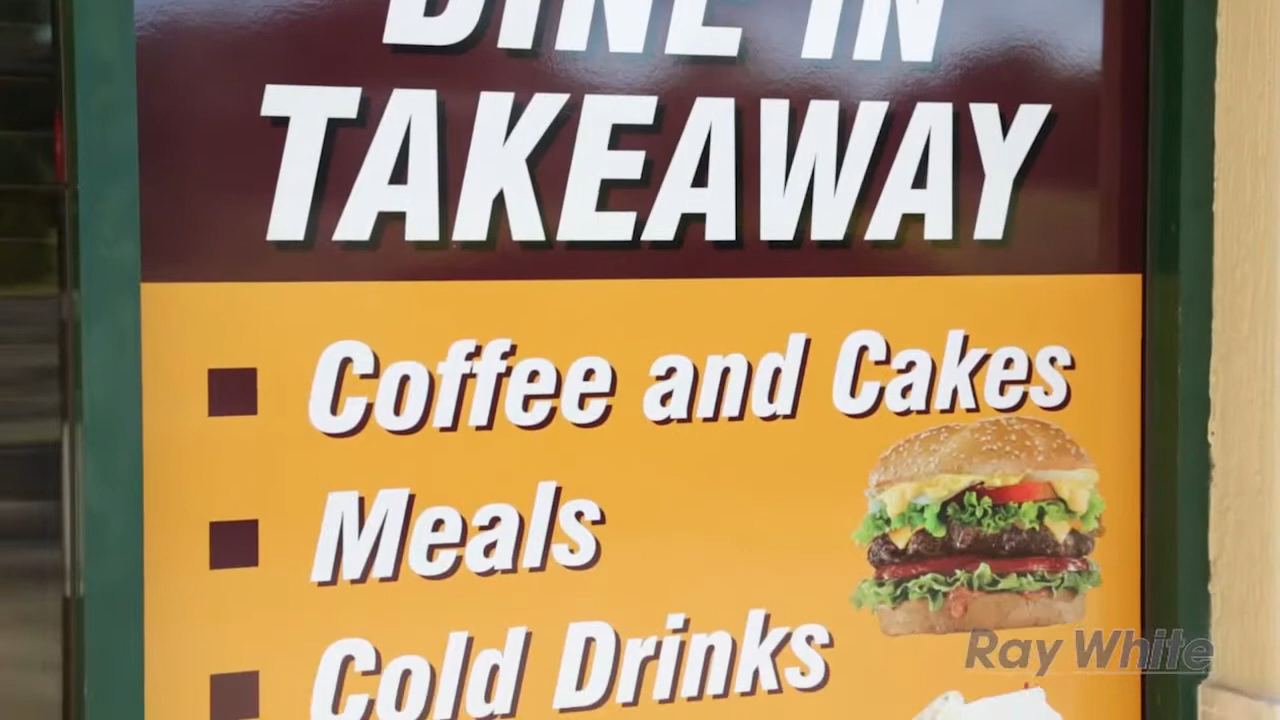 DINE IN
TAKEAWAY
Coffee and Cakes
Meals
Cold Drinks
Ray White